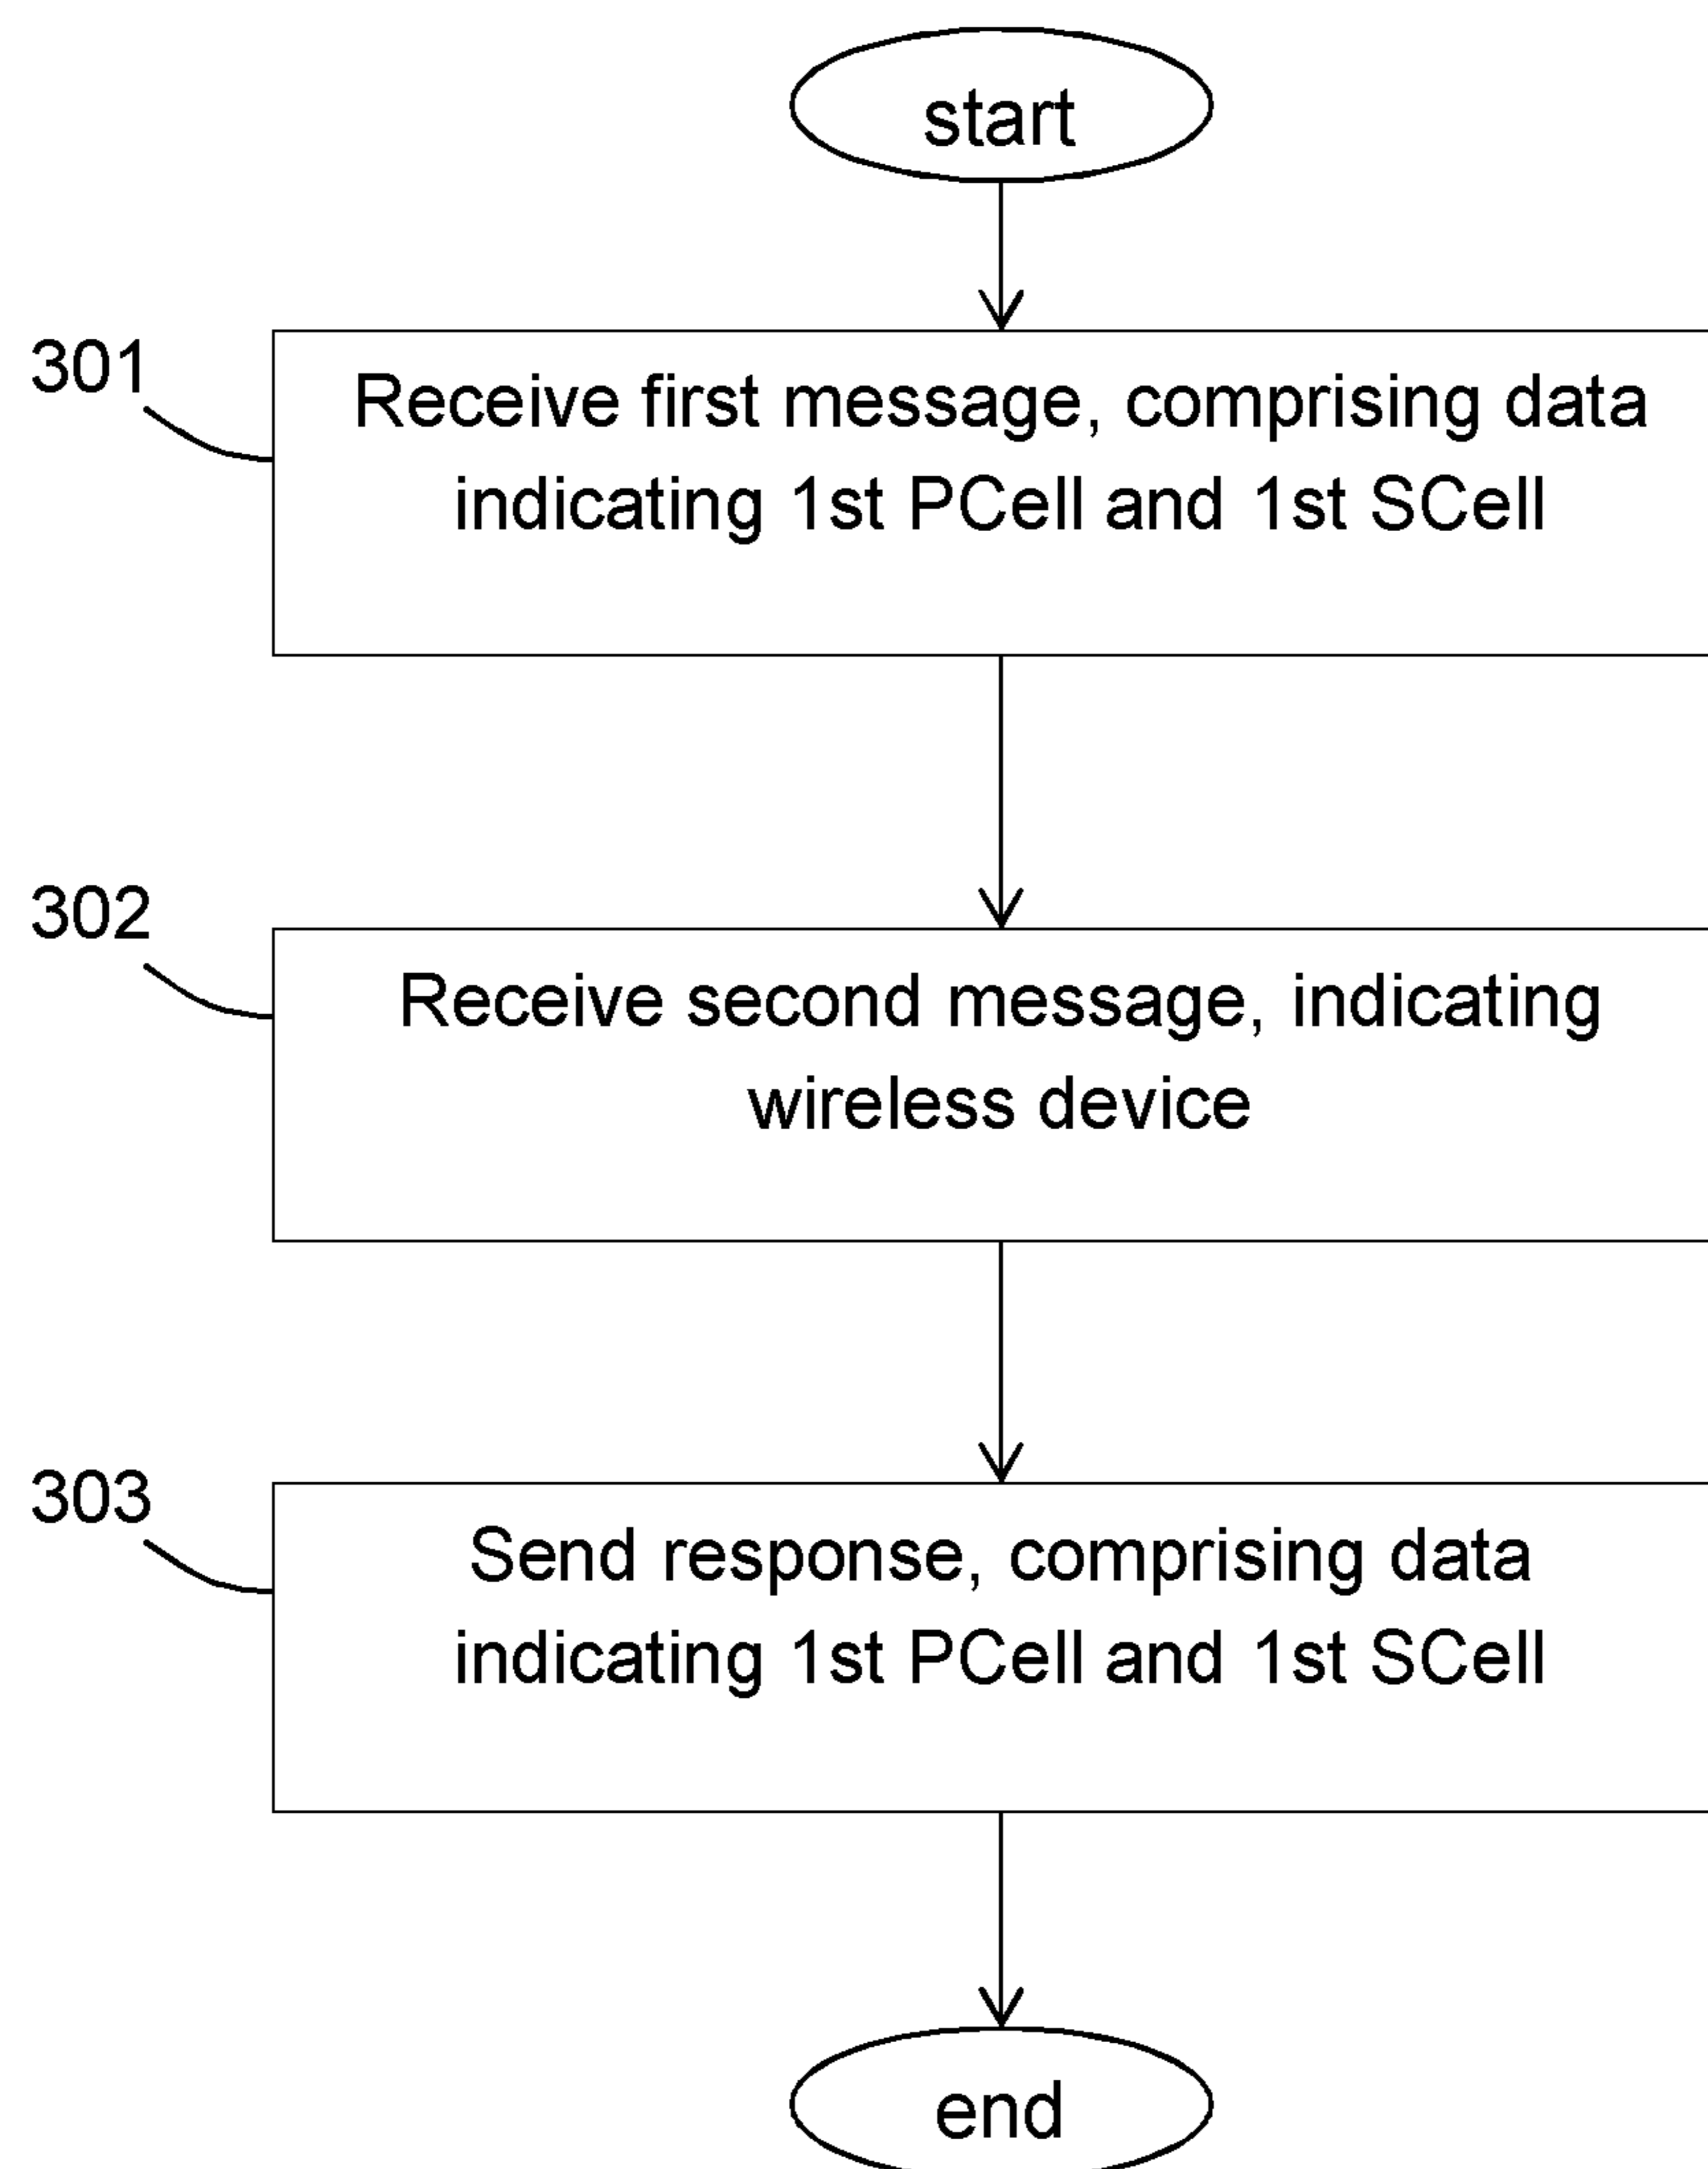 start
301
Receive first message, comprising data
indicating 1st PCell and 1st SCell
302
Receive second message, indicating
wireless device
303
Send response, comprising data
indicating 1st PCell and 1st SCell
end